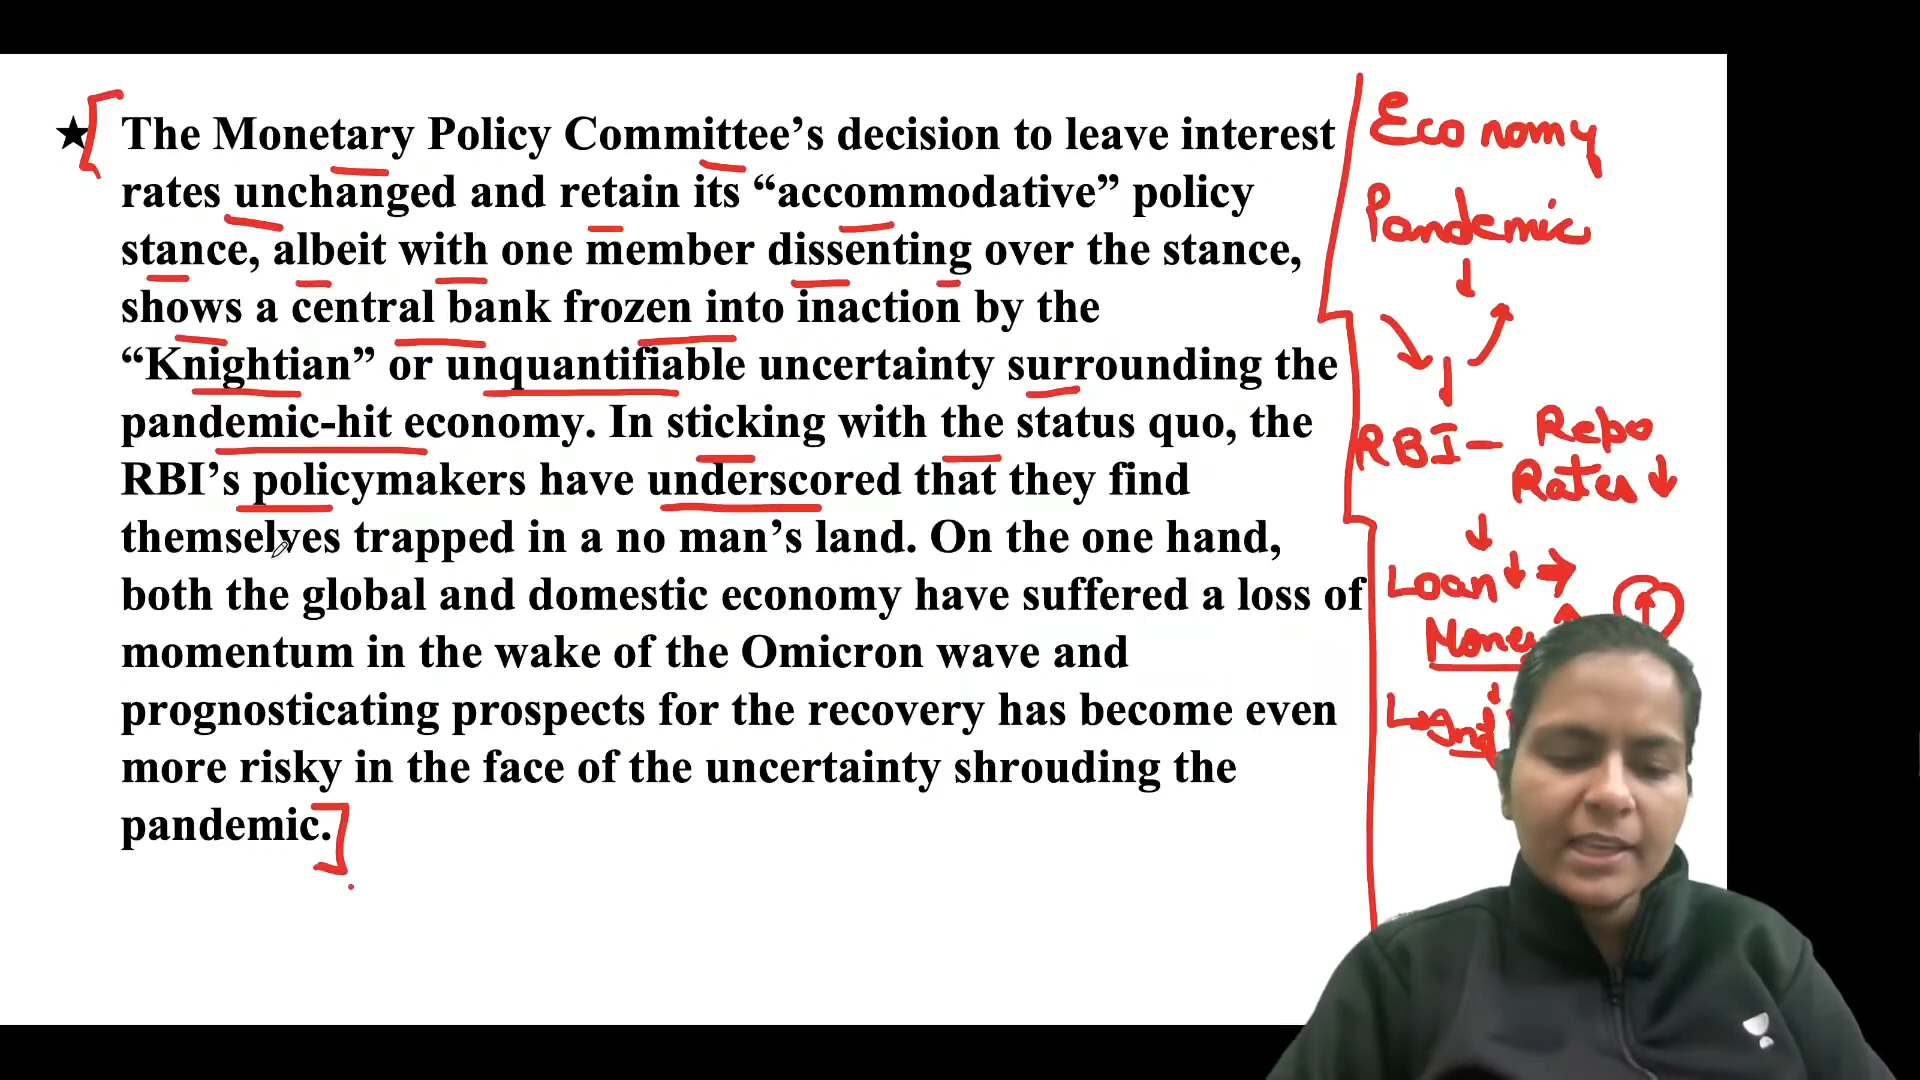 ★ The Monetary Policy Committee’s decision to leave interest
rates unchanged and retain its “accommodative” policy
stance, albeit with one member dissenting over the stance,
shows a central bank frozen into inaction by the
“Knightian” or unquantifiable uncertainty surrounding the
pandemic-hit economy. In sticking with the status quo, the
RBI’s policymakers have underscored that they find
themselves trapped in a no man’s land. On the one hand,
both the global and domestic economy have suffered a loss of
momentum in the wake of the Omicron wave and
prognosticating prospects for the recovery has become even
more risky in the face of the uncertainty shrouding the
pandemic.
Economy
Pandemic
↓
↓
RBI – Repo
Rates ↓
↓
Loan ↓ →